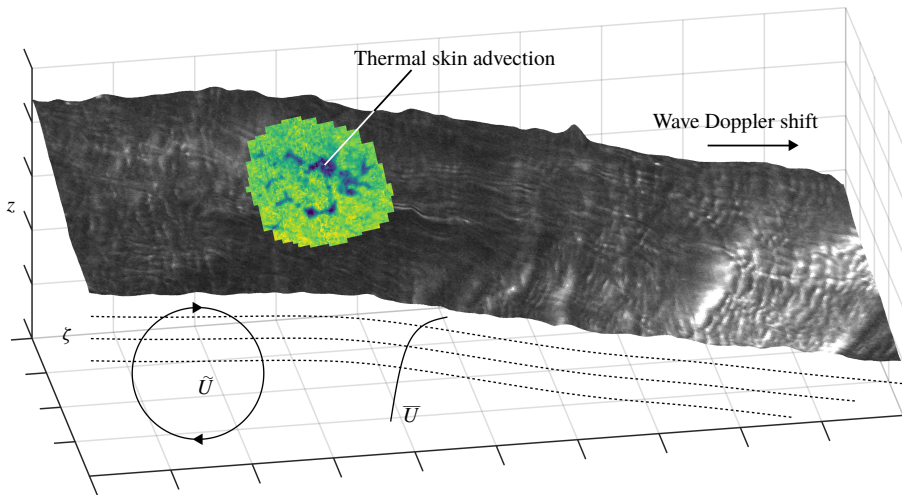 Thermal skin advection
Wave Doppler shift
z
ζ
Ũ
U̅